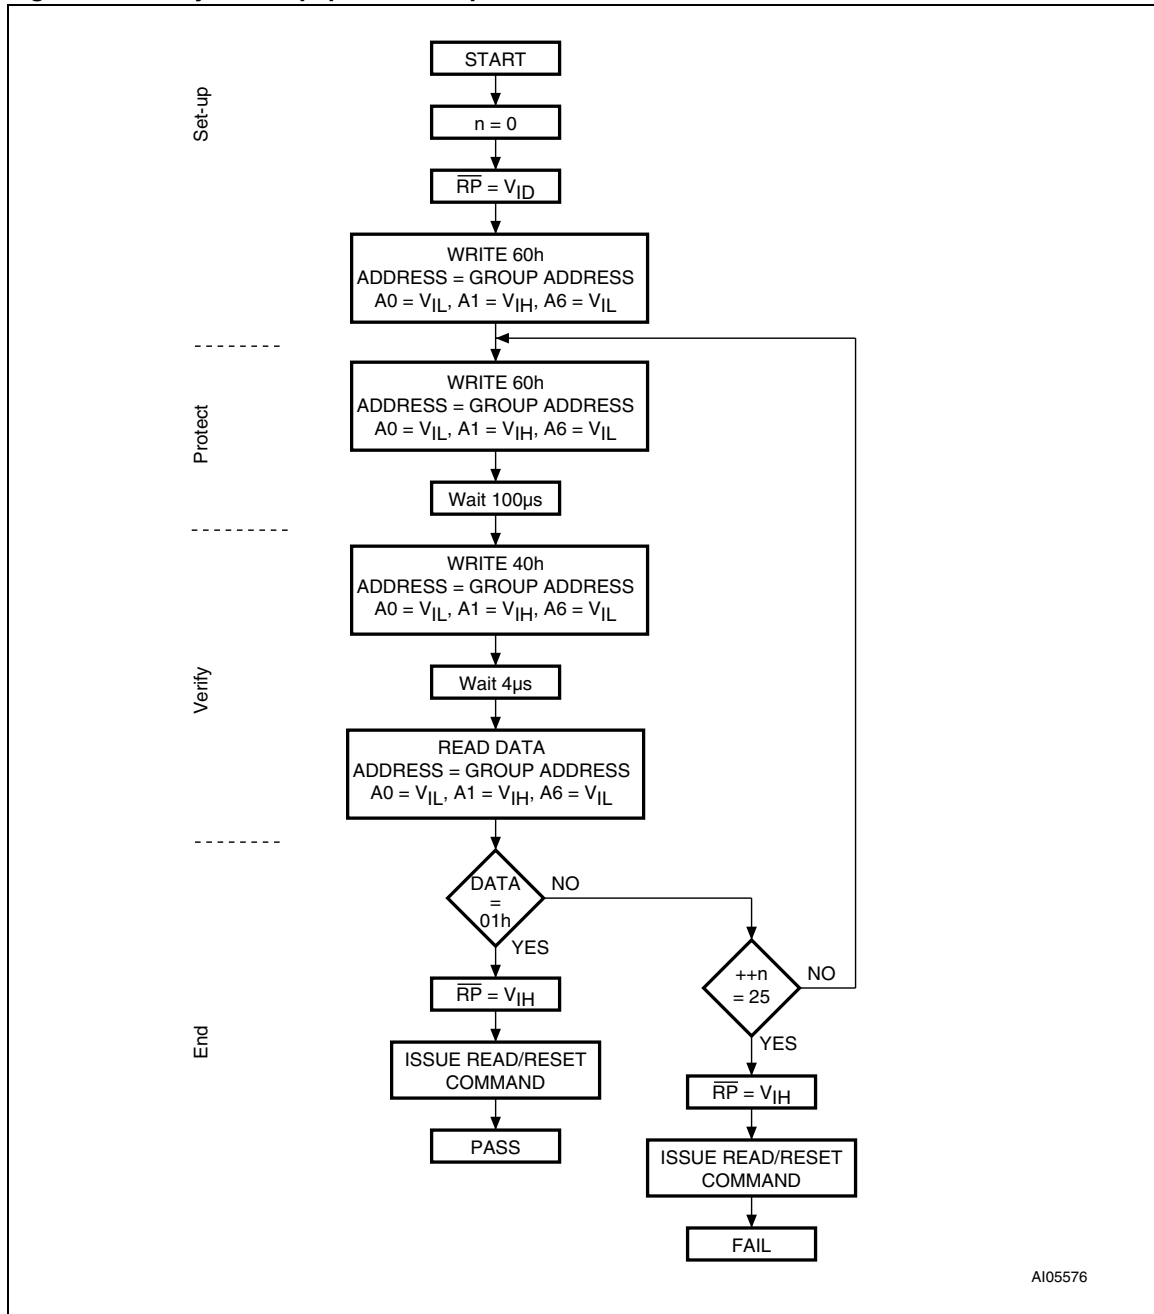 START
Set-up
n = 0
RP = VID
WRITE 60h
ADDRESS = GROUP ADDRESS
A0 = VIL, A1 = VIH, A6 = VIL
Protect
WRITE 60h
ADDRESS = GROUP ADDRESS
A0 = VIL, A1 = VIH, A6 = VIL
Wait 100µs
WRITE 40h
ADDRESS = GROUP ADDRESS
A0 = VIL, A1 = VIH, A6 = VIL
Verify
Wait 4µs
READ DATA
ADDRESS = GROUP ADDRESS
A0 = VIL, A1 = VIH, A6 = VIL
DATA
=
01h
NO
YES
++n
= 25
NO
YES
End
RP = VIH
ISSUE READ/RESET
COMMAND
PASS
RP = VIH
ISSUE READ/RESET
COMMAND
FAIL
AI05576